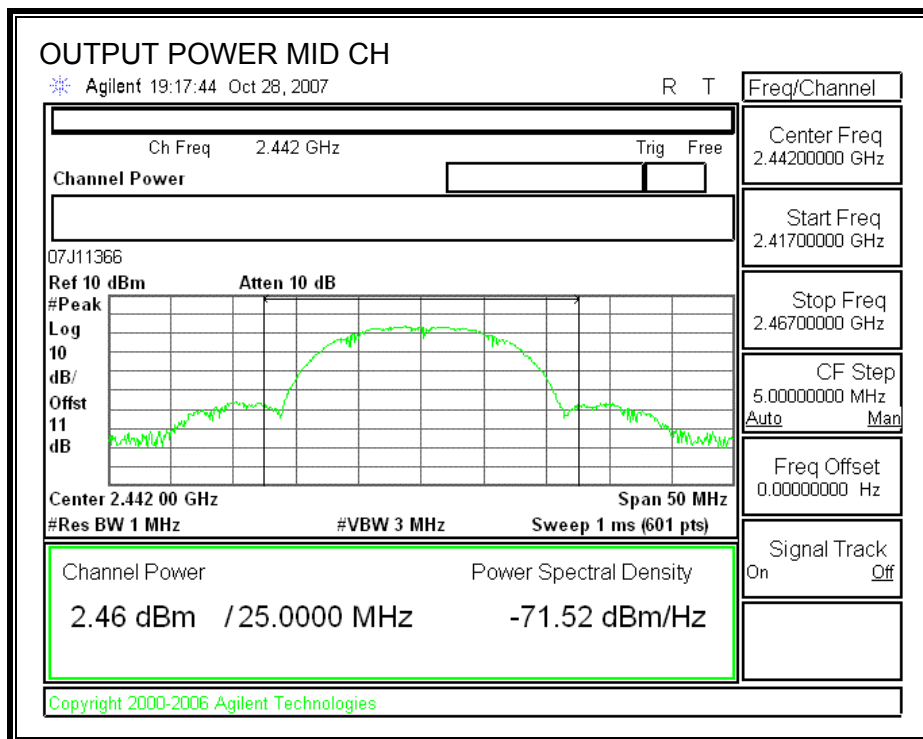 OUTPUT POWER MID CH
Agilent 19:17:44 Oct 28, 2007 R T
Freq/Channel
Ch Freq 2.442 GHz Trig Free
Channel Power
Center Freq
2.44200000 GHz
Start Freq
2.41700000 GHz
Stop Freq
2.46700000 GHz
CF Step
5.00000000 MHz
Auto Man
Freq Offset
0.00000000 Hz
Signal Track
On Off
07J11366
Ref 10 dBm Atten 10 dB
#Peak
Log
10
dB/
Offst
11
dB
Center 2.442 00 GHz Span 50 MHz
#Res BW 1 MHz #VBW 3 MHz Sweep 1 ms (601 pts)
Channel Power Power Spectral Density
2.46 dBm / 25.0000 MHz -71.52 dBm/Hz
Copyright 2000-2006 Agilent Technologies